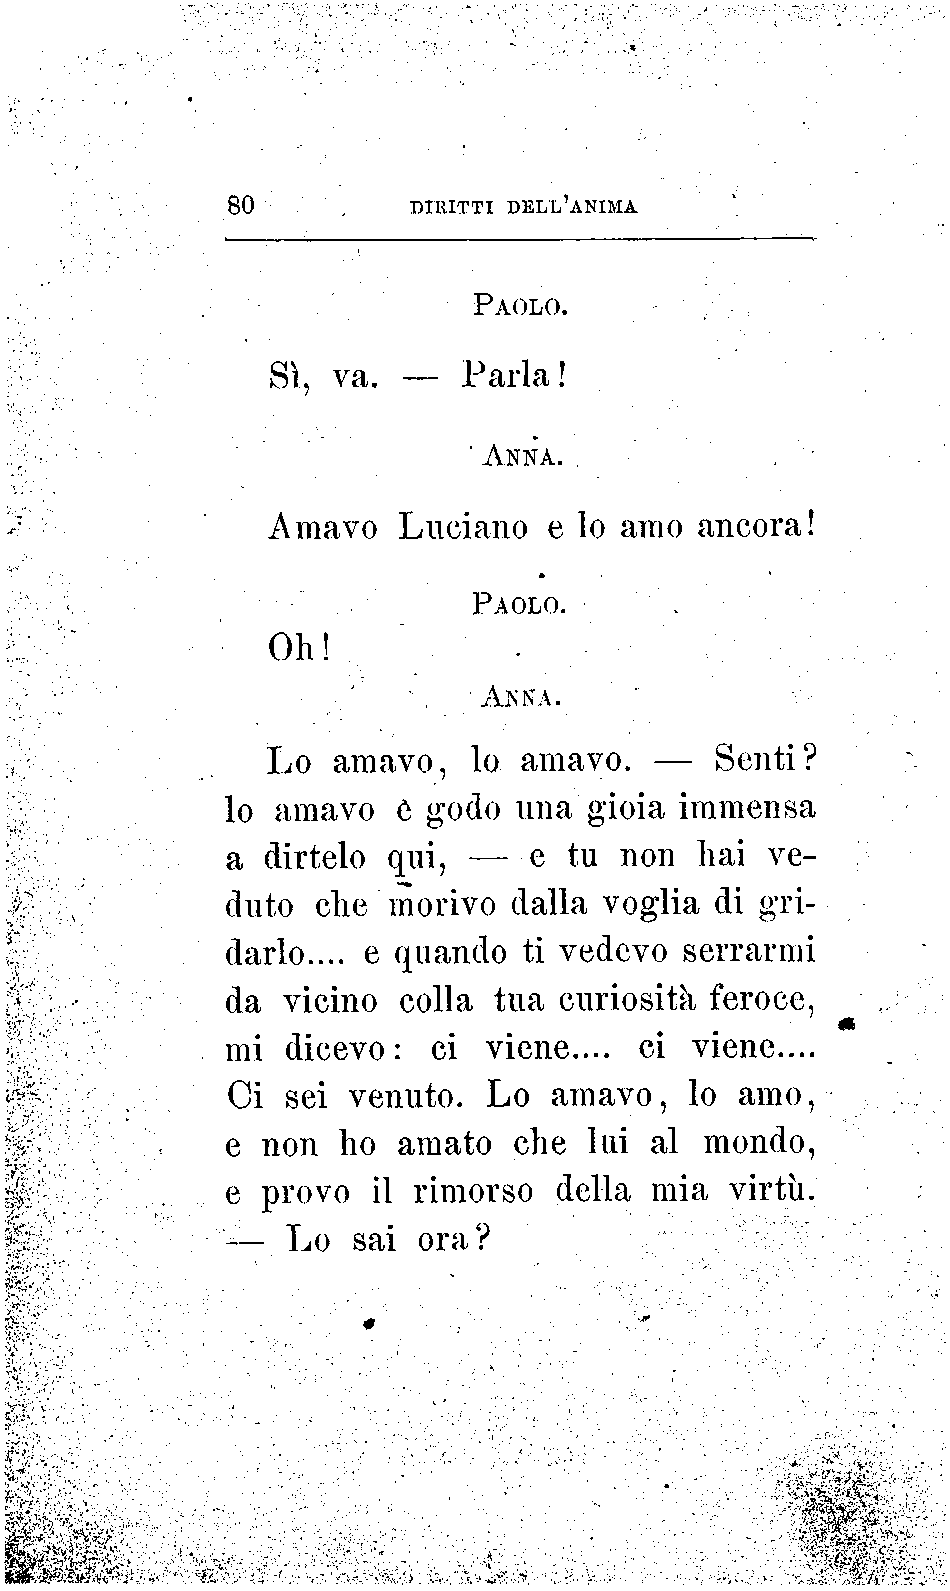 80 DIRITTI DELL'ANIMA
PAOLO.
Sì, va. — Parla!
ANNA.
Amavo Luciano e lo amo ancora!
PAOLO.
Oh!
ANNA.
Lo amavo, lo amavo. — Senti?
lo amavo e godo una gioia immensa
a dirtelo qui, — e tu non hai ve-
duto che morivo dalla voglia di gri-
darlo.... e quando ti vedevo serrarmi
da vicino colla tua curiosità feroce,
mi dicevo: ci viene.... ci viene....
Ci sei venuto. Lo amavo, lo amo,
e non ho amato che lui al mondo,
e provo il rimorso della mia virtù.
— Lo sai ora?